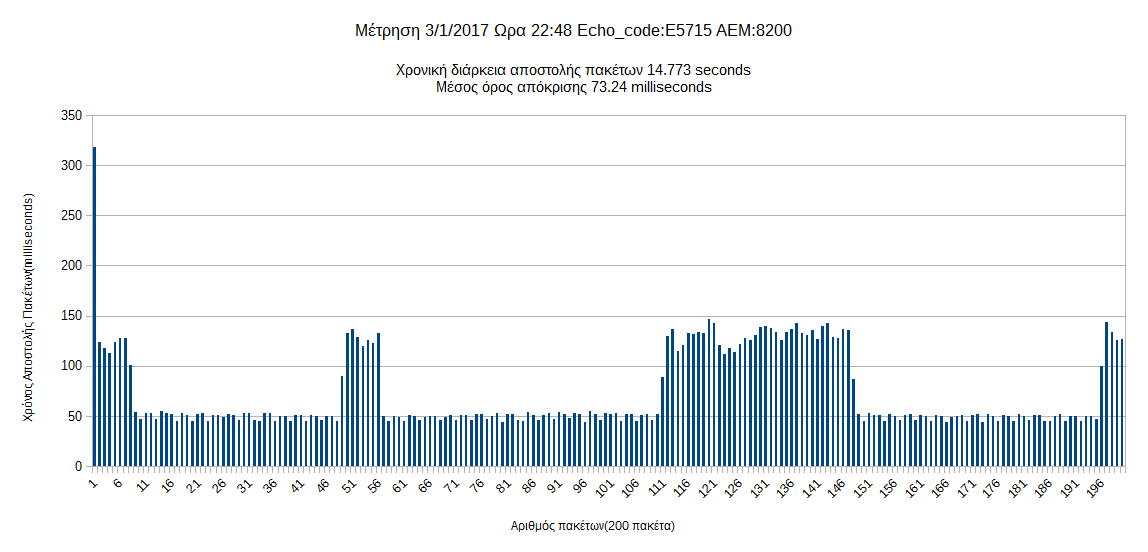 Μέτρηση 3/1/2017 Ωρα 22:48 Echo_code:E5715 AEM:8200
Χρονική διάρκεια αποστολής πακέτων 14.773 seconds
Μέσος όρος απόκρισης 73.24 milliseconds
Χρόνος Αποστολής Πακέτων(milliseconds)
350
300
250
200
150
100
50
0
1 6 11 16 21 26 31 36 41 46 51 56 61 66 71 76 81 86 91 96 101 106 111 116 121 126 131 136 141 146 151 156 161 166 171 176 181 186 191 196
Αριθμός πακέτων(200 πακέτα)